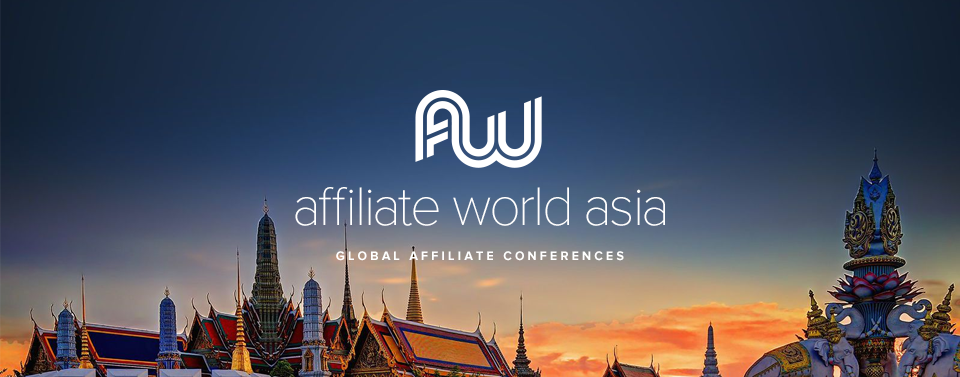 AW
affiliate world asia
GLOBAL AFFILIATE CONFERENCES